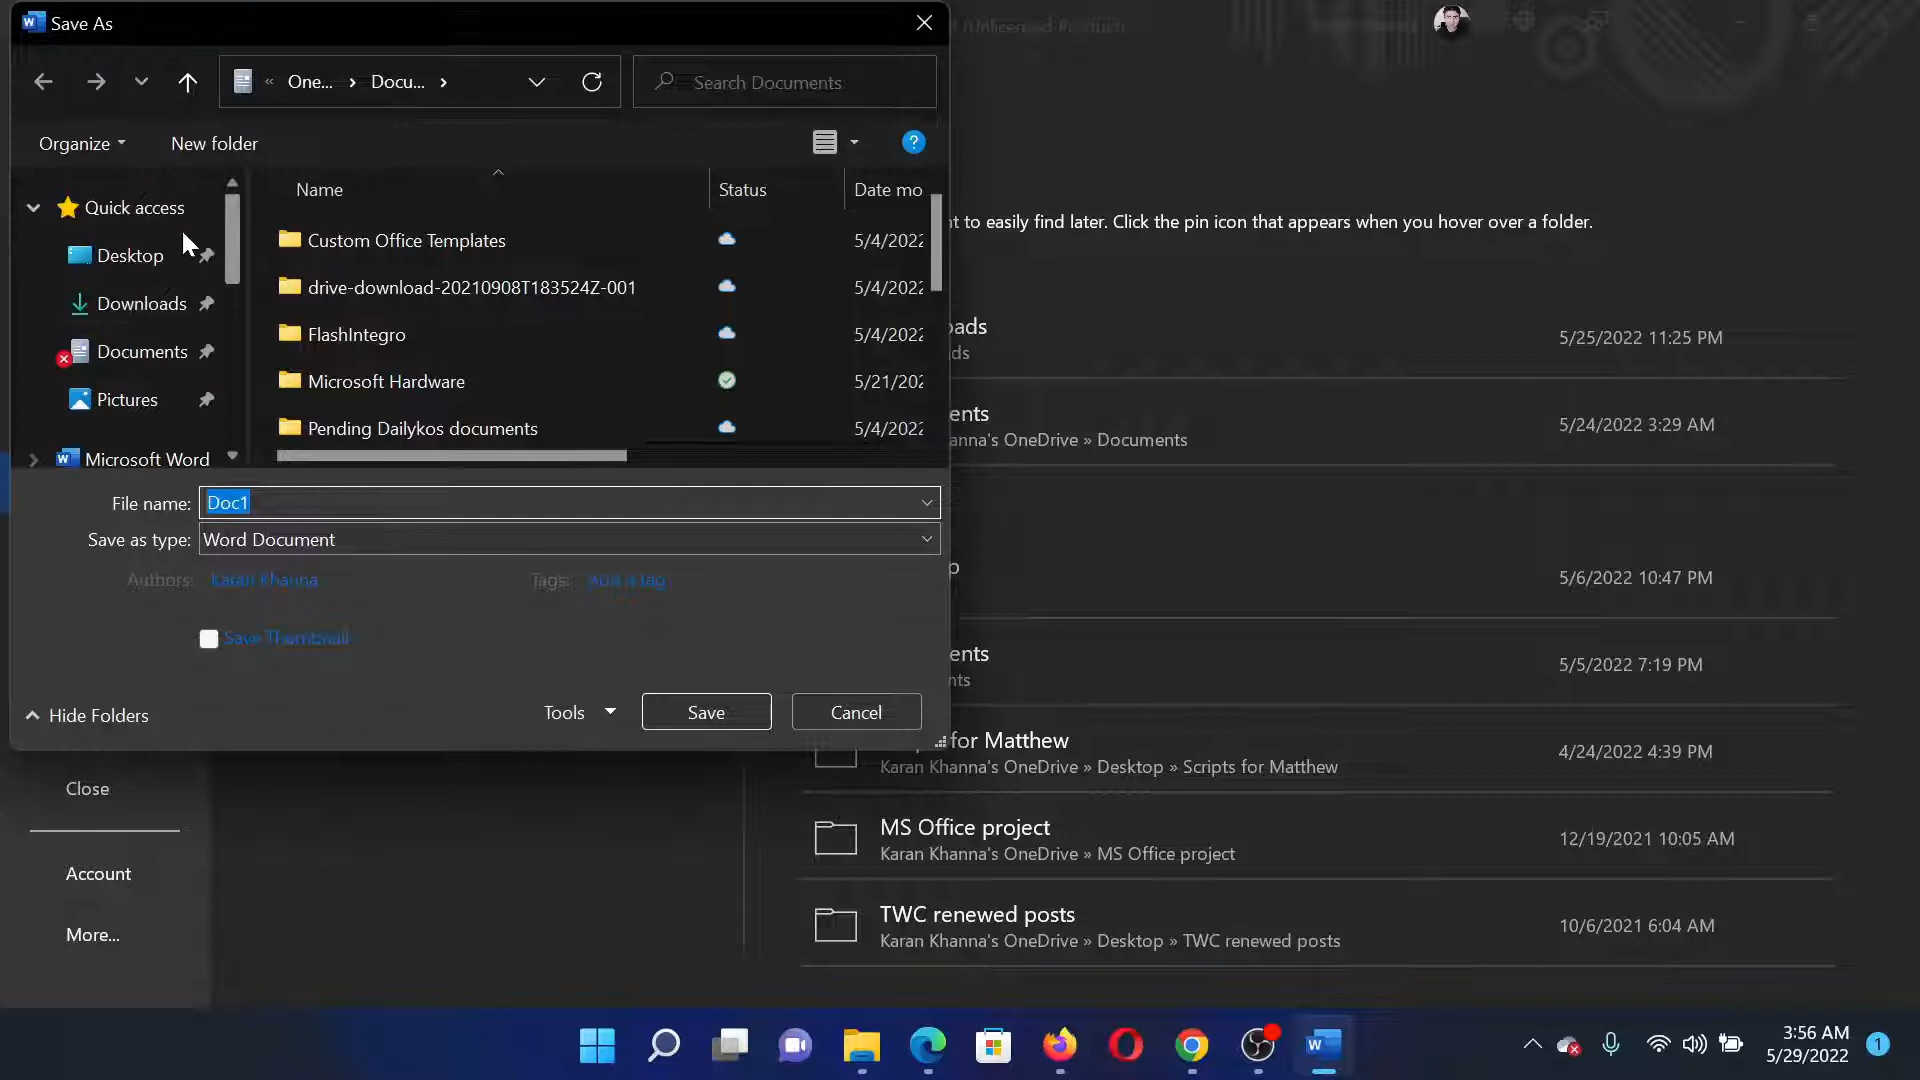 Save As
« One... › Docu... ›
Search Documents
Organize
New folder
Name
Status
Date mo
Quick access
Desktop
Downloads
Documents
Pictures
Microsoft Word
Custom Office Templates
5/4/2022
drive-download-20210908T183524Z-001
5/4/2022
FlashIntegro
5/4/2022
Microsoft Hardware
5/21/202
Pending Dailykos documents
5/4/2022
File name: Doc1
Save as type: Word Document
Authors: Karan Khanna
Tags: Add a tag
Save Thumbnail
Hide Folders
Tools
Save
Cancel
to easily find later. Click the pin icon that appears when you hover over a folder.
5/25/2022 11:25 PM
OneDrive » Documents
5/24/2022 3:29 AM
5/6/2022 10:47 PM
5/5/2022 7:19 PM
for Matthew
Karan Khanna's OneDrive » Desktop » Scripts for Matthew
4/24/2022 4:39 PM
MS Office project
Karan Khanna's OneDrive » MS Office project
12/19/2021 10:05 AM
TWC renewed posts
Karan Khanna's OneDrive » Desktop » TWC renewed posts
10/6/2021 6:04 AM
Close
Account
More...
3:56 AM
5/29/2022
1